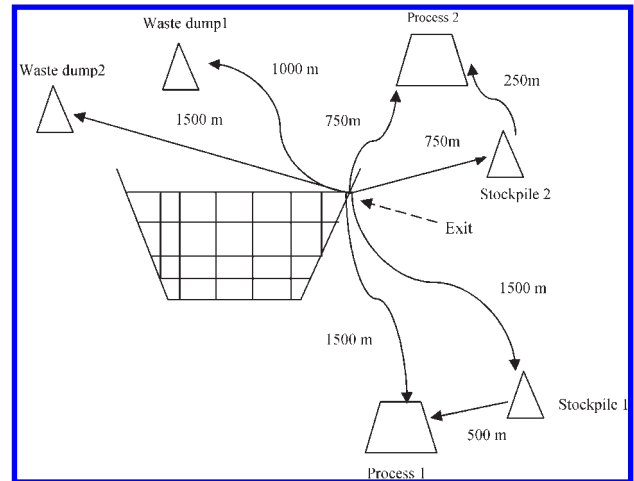 Process 2
Waste dump1
Waste dump2
1000 m
250m
1500 m
750m
750m
Stockpile 2
Exit
1500 m
1500 m
Stockpile 1
500 m
Process 1